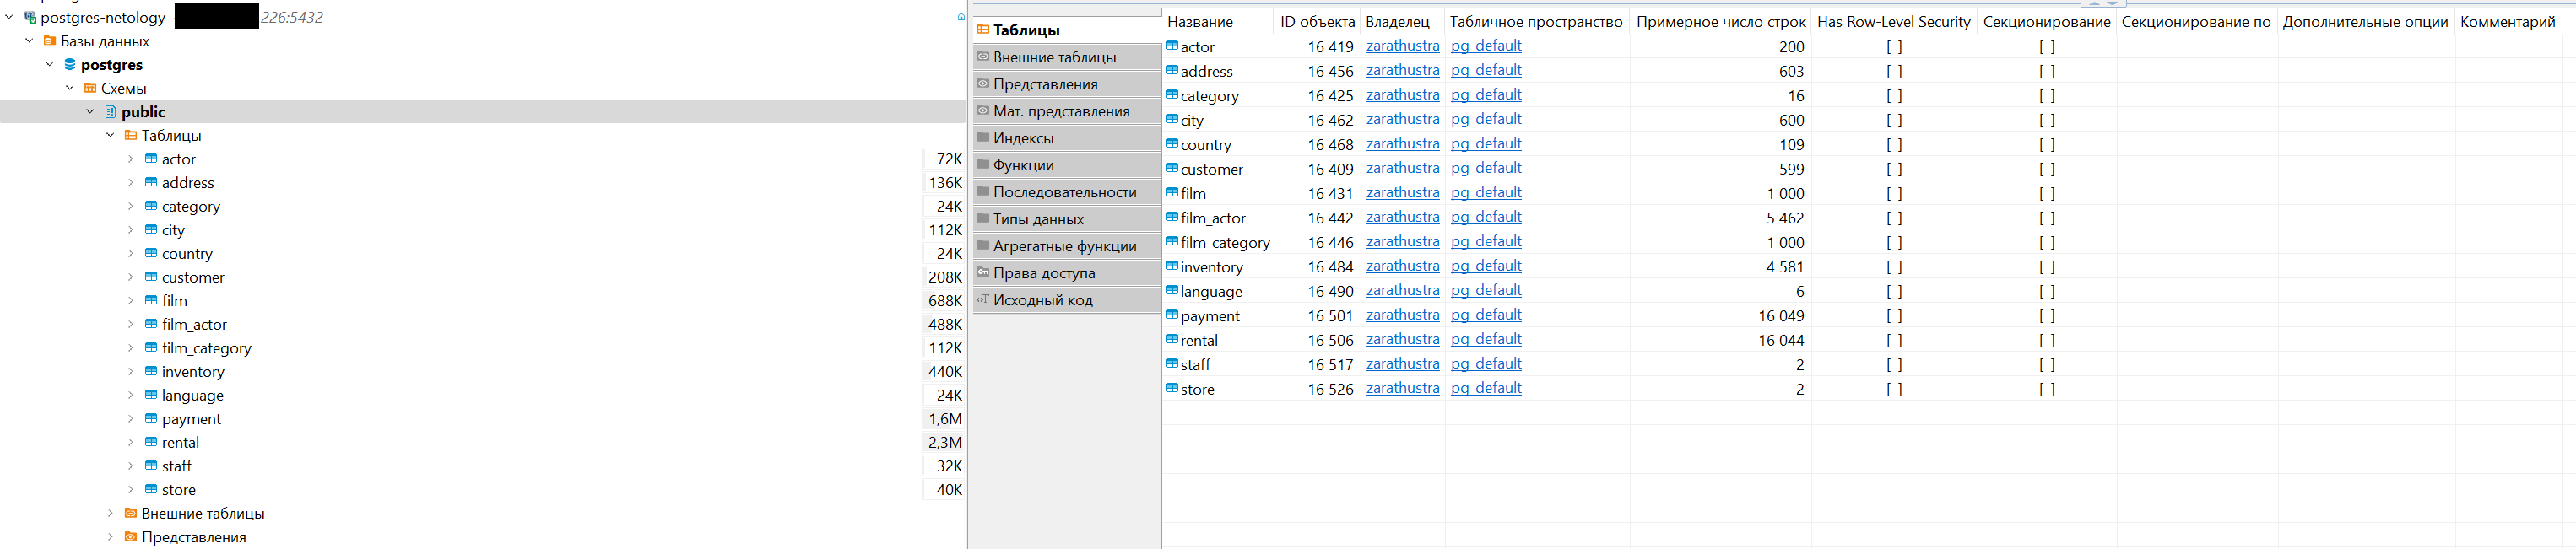 postgres-netology 226:5432
Базы данных
postgres
Схемы
public
Таблицы
actor 72K
address 136K
category 24K
city 112K
country 24K
customer 208K
film 688K
film_actor 488K
film_category 112K
inventory 440K
language 24K
payment 1,6M
rental 2,3M
staff 32K
store 40K
Внешние таблицы
Представления
Таблицы
Внешние таблицы
Представления
Мат. представления
Индексы
Функции
Последовательности
Типы данных
Агрегатные функции
Права доступа
Исходный код
Название ID объекта Владелец Табличное пространство Примерное число строк Has Row-Level Security Секционирование Секционирование по Дополнительные опции Комментарий
actor 16 419 zarathustra pg_default 200 [ ] [ ]
address 16 456 zarathustra pg_default 603 [ ] [ ]
category 16 425 zarathustra pg_default 16 [ ] [ ]
city 16 462 zarathustra pg_default 600 [ ] [ ]
country 16 468 zarathustra pg_default 109 [ ] [ ]
customer 16 409 zarathustra pg_default 599 [ ] [ ]
film 16 431 zarathustra pg_default 1 000 [ ] [ ]
film_actor 16 442 zarathustra pg_default 5 462 [ ] [ ]
film_category 16 446 zarathustra pg_default 1 000 [ ] [ ]
inventory 16 484 zarathustra pg_default 4 581 [ ] [ ]
language 16 490 zarathustra pg_default 6 [ ] [ ]
payment 16 501 zarathustra pg_default 16 049 [ ] [ ]
rental 16 506 zarathustra pg_default 16 044 [ ] [ ]
staff 16 517 zarathustra pg_default 2 [ ] [ ]
store 16 526 zarathustra pg_default 2 [ ] [ ]